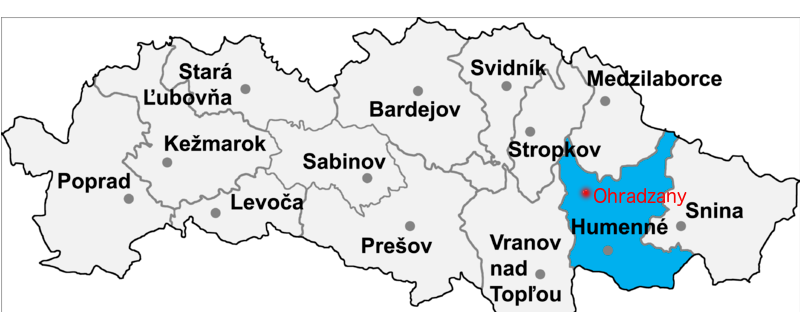 Svidník
Medzilaborce
Stará
Ľubovňa
Bardejov
Kežmarok
Stropkov
Sabinov
Poprad
Ohradzany
Levoča
Snina
Humenné
Prešov
Vranov
nad
Topľou